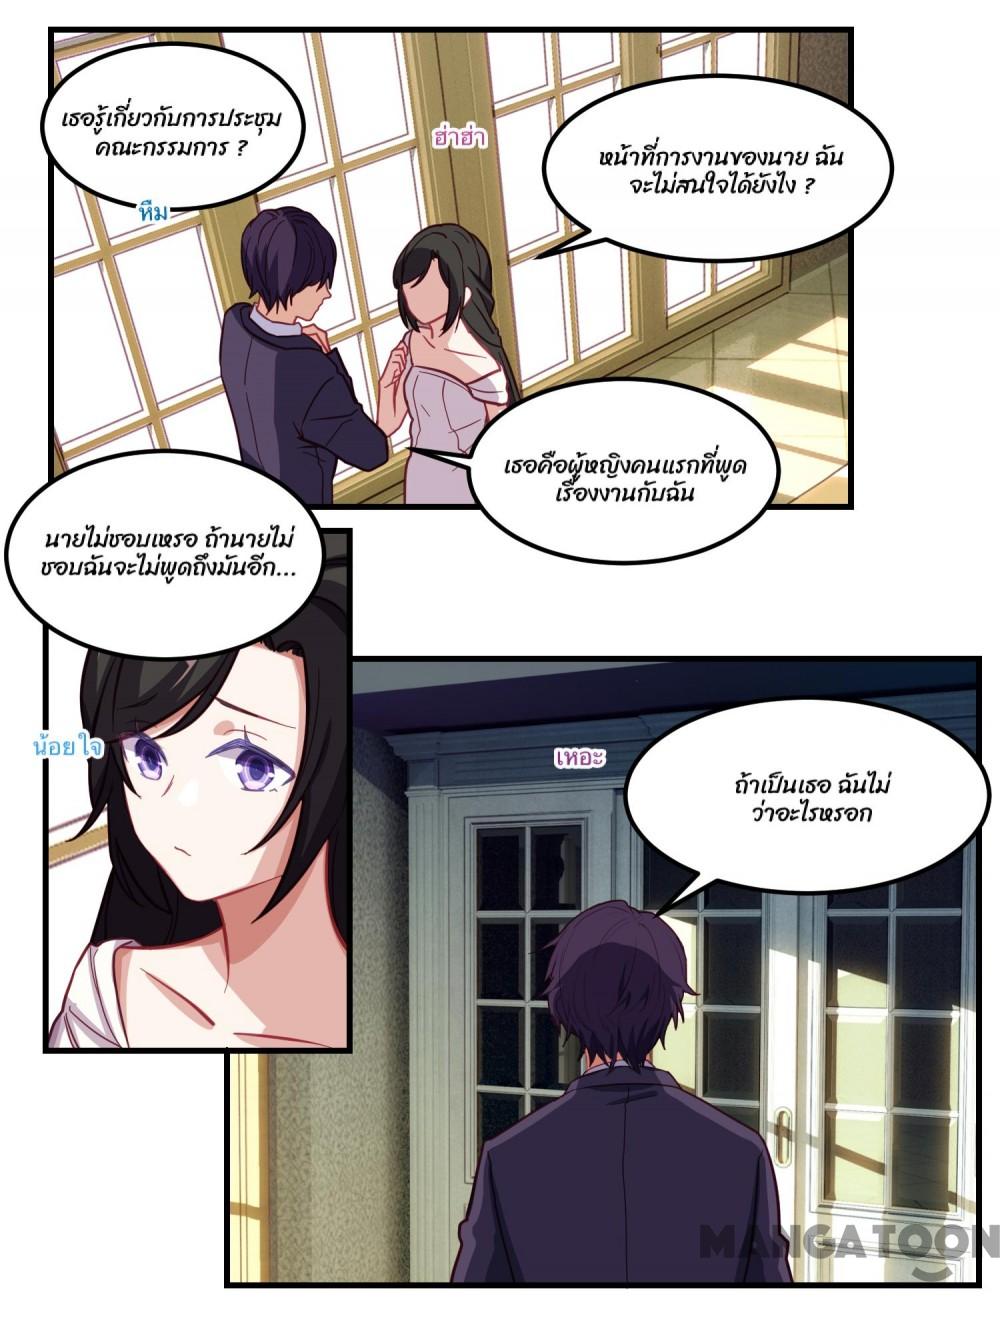 เธอรู้เกี่ยวกับการประชุม
คณะกรรมการ ?
หืม
ฮ่าฮ่า
หน้าที่การงานของนาย ฉัน
จะไม่สนใจได้ยังไง ?
เธอคือผู้หญิงคนแรกที่พูด
เรื่องงานกับฉัน
นายไม่ชอบเหรอ ถ้านายไม่
ชอบฉันจะไม่พูดถึงมันอีก...
น้อยใจ
เหอะ
ถ้าเป็นเธอ ฉันไม่
ว่าอะไรหรอก
MANGATOON